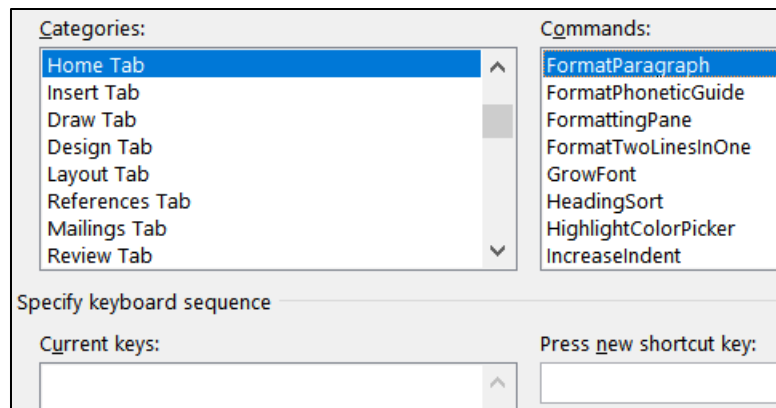 Categories:
Home Tab
Insert Tab
Draw Tab
Design Tab
Layout Tab
References Tab
Mailings Tab
Review Tab
Commands:
FormatParagraph
FormatPhoneticGuide
FormattingPane
FormatTwoLinesInOne
GrowFont
HeadingSort
HighlightColorPicker
IncreaseIndent
Specify keyboard sequence
Current keys:
Press new shortcut key: